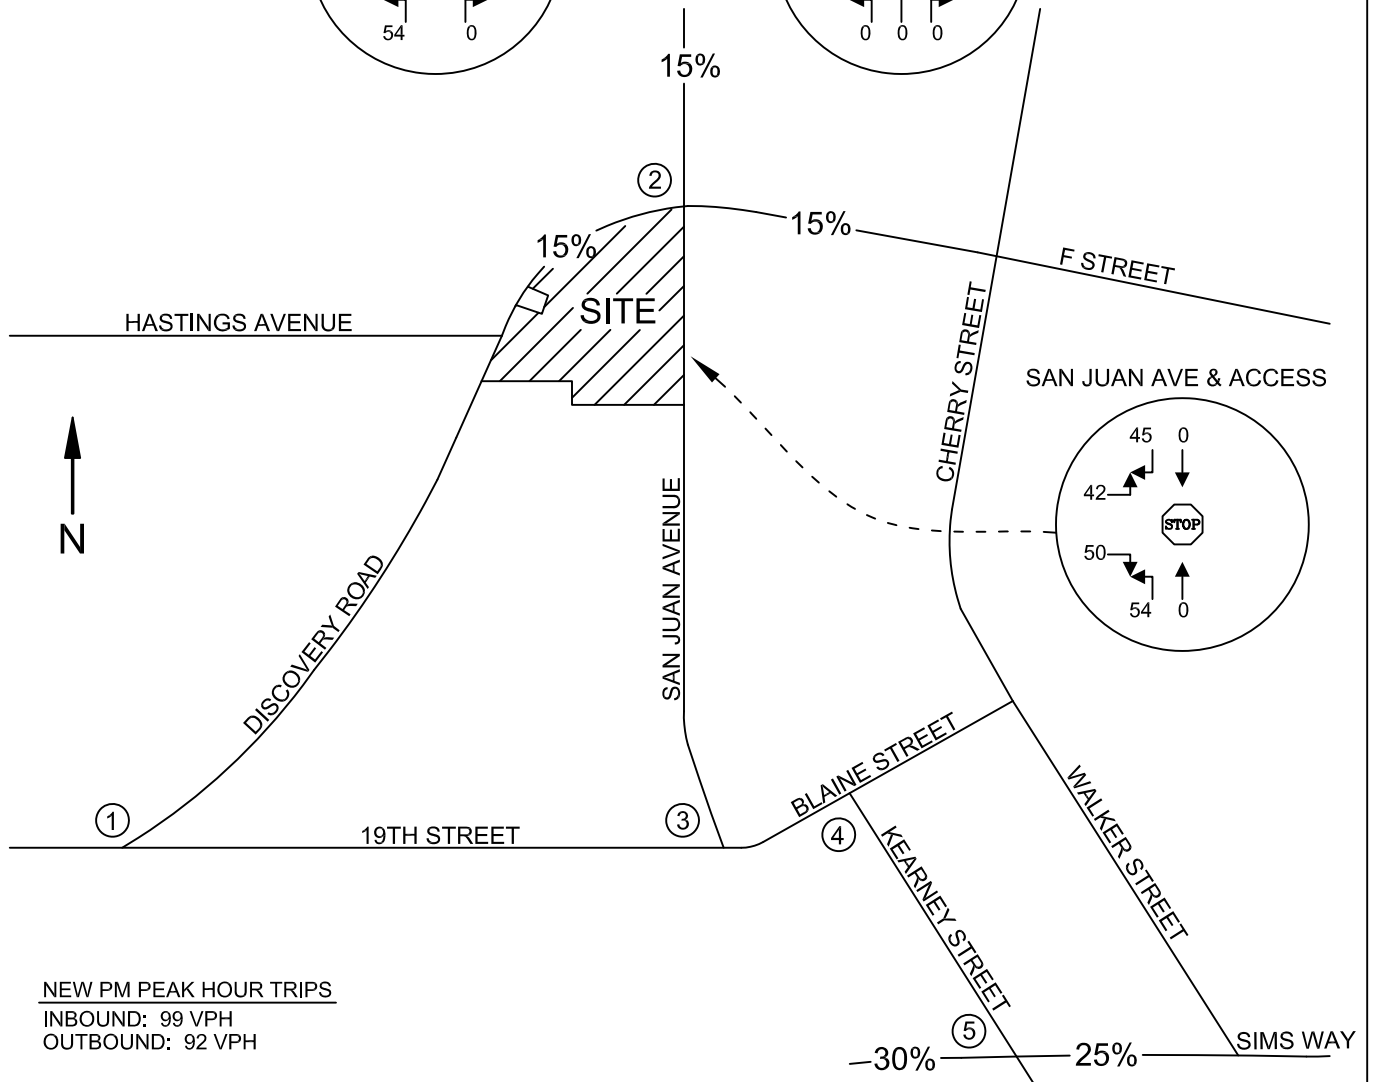 54 0
0 0 0
15%
2
15%
15%
F STREET
SITE
HASTINGS AVENUE
CHERRY STREET
SAN JUAN AVE & ACCESS
45 0
42
STOP
50
54 0
N
SAN JUAN AVENUE
DISCOVERY ROAD
BLAINE STREET
WALKER STREET
1
19TH STREET
3
4
KEARNEY STREET
NEW PM PEAK HOUR TRIPS
INBOUND: 99 VPH
OUTBOUND: 92 VPH
5
30%
25%
SIMS WAY